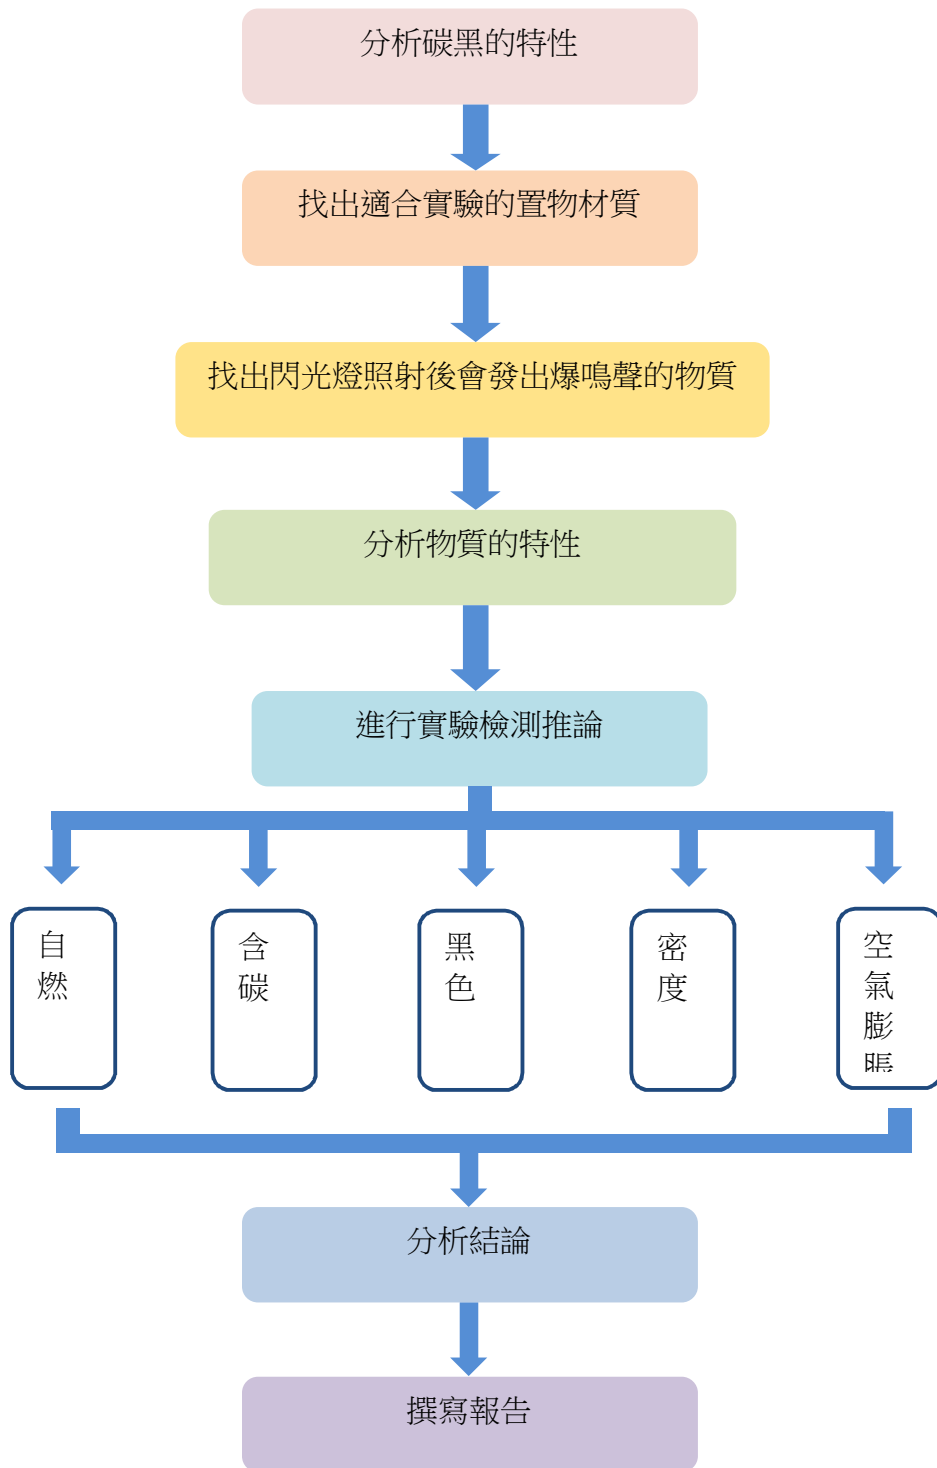 分析碳黑的特性
找出適合實驗的置物材質
找出閃光燈照射後會發出爆鳴聲的物質
分析物質的特性
進行實驗檢測推論
自燃
含碳
黑色
密度
空氣膨脹
分析結論
撰寫報告